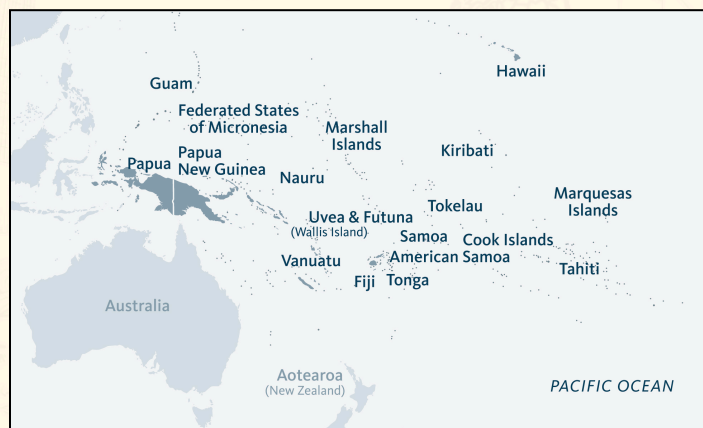 Hawaii
Guam
Federated States
of Micronesia
Marshall
Islands
Kiribati
Papua
Papua
New Guinea
Nauru
Marquesas
Islands
Tokelau
Uvea & Futuna
(Wallis Island)
Samoa
Cook Islands
American Samoa
Vanuatu
Tahiti
Fiji
Tonga
Australia
Aotearoa
(New Zealand)
PACIFIC OCEAN